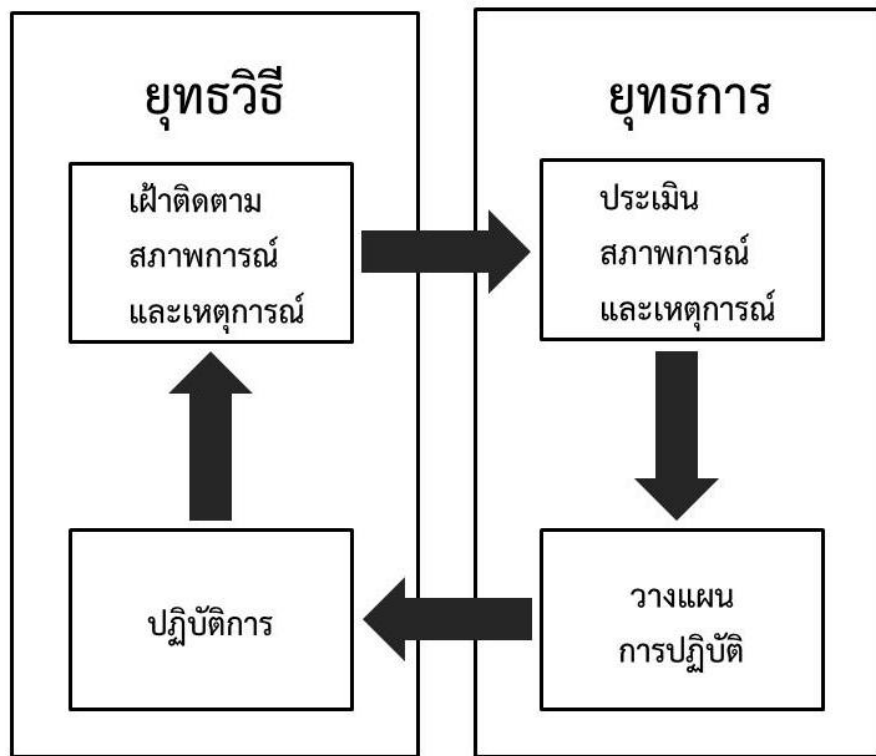 ยุทธวิธี
เฝ้าติดตาม
สภาพการณ์
และเหตุการณ์
ปฏิบัติการ
ยุทธการ
ประเมิน
สภาพการณ์
และเหตุการณ์
วางแผน
การปฏิบัติ